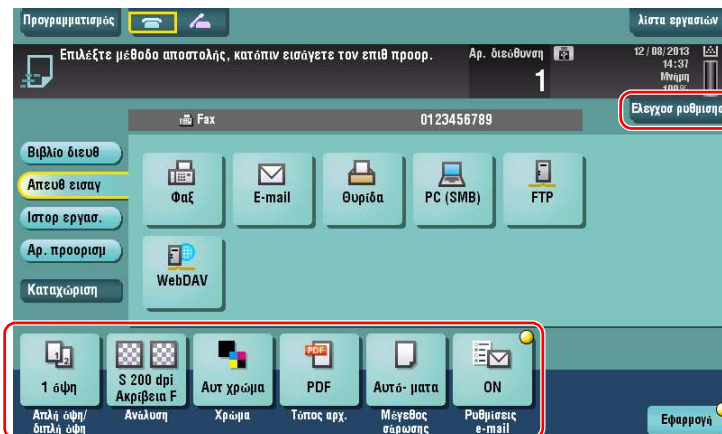 Προγραμματισμός
λίστα εργασιών
Επιλέξτε μέθοδο αποστολής, κατόπιν εισάγετε τον επιθ προορ.
Αρ. διεύθυνση
1
12/08/2013
14:37
Μνήμη
100%
Ελεγχοσ ρυθμισησ
Fax
0123456789
Βιβλίο διευθ
Απευθ εισαγ
Ιστορ εργασ.
Αρ. προορισμ
Καταχώριση
Φαξ
E-mail
Θυρίδα
PC (SMB)
FTP
WebDAV
1 όψη
S 200 dpi
Ακρίβεια F
Αυτ χρώμα
PDF
Αυτό- ματα
ON
Απλή όψη/
διπλή όψη
Ανάλυση
Χρώμα
Τύπος αρχ.
Μέγεθος
σάρωσης
Ρυθμίσεις
e-mail
Εφαρμογή